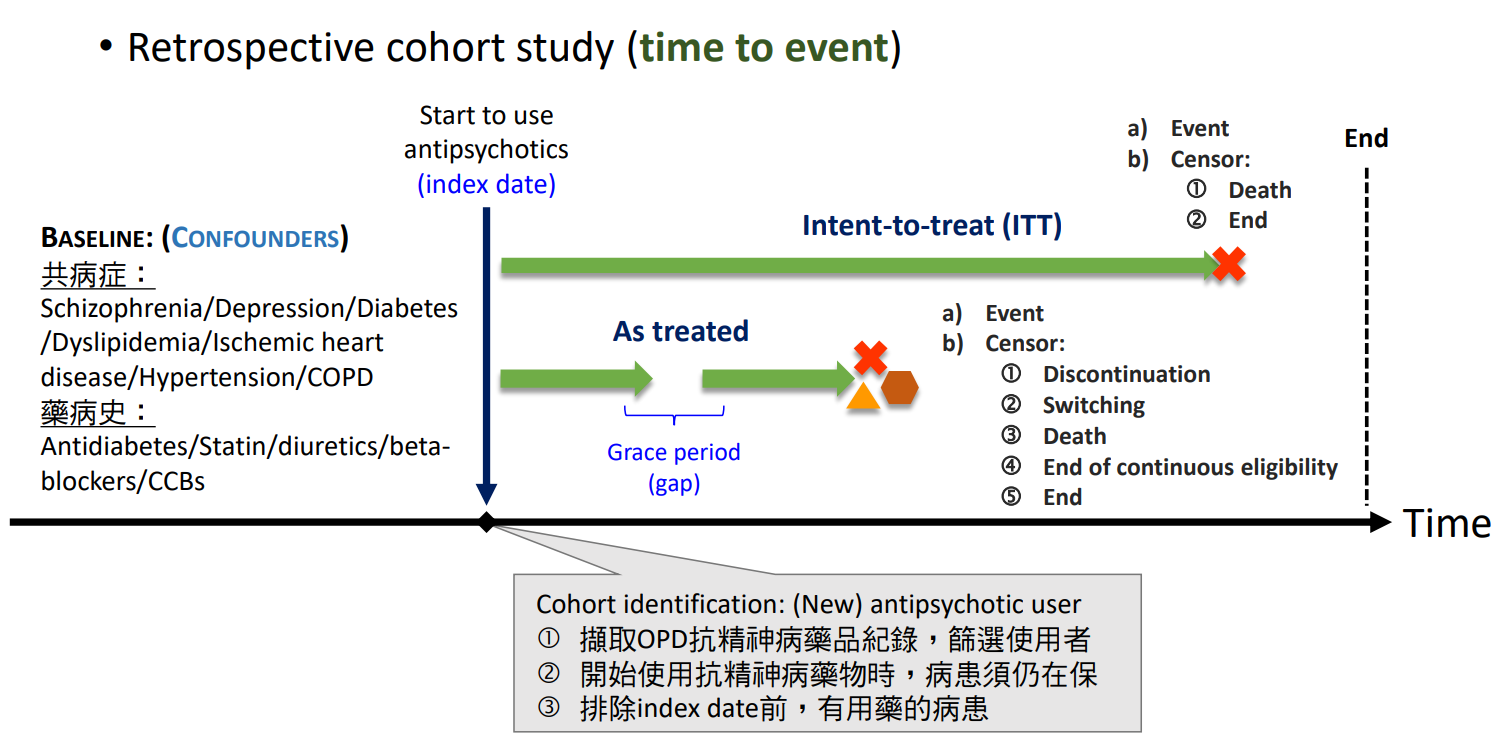 • Retrospective cohort study (time to event)
Start to use
antipsychotics
(index date)
BASELINE: (CONFOUNDERS)
共病症：
Schizophrenia/Depression/Diabetes
/Dyslipidemia/Ischemic heart
disease/Hypertension/COPD
藥病史：
Antidiabetes/Statin/diuretics/beta-
blockers/CCBs
Intent-to-treat (ITT)
a) Event
b) Censor:
① Death
② End
End
As treated
Grace period
(gap)
a) Event
b) Censor:
① Discontinuation
② Switching
③ Death
④ End of continuous eligibility
⑤ End
Time
Cohort identification: (New) antipsychotic user
① 擷取OPD抗精神病藥品紀錄，篩選使用者
② 開始使用抗精神病藥物時，病患須仍在保
③ 排除index date前，有用藥的病患